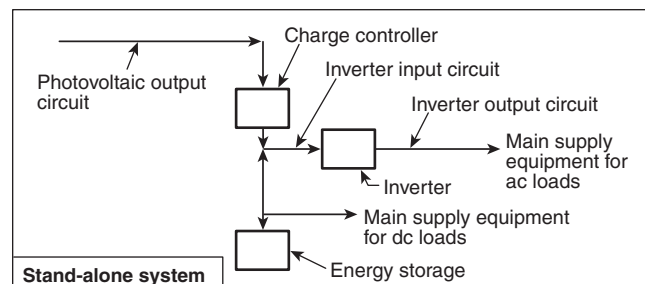 Charge controller
Photovoltaic output
circuit
Inverter input circuit
Inverter output circuit
Main supply
equipment for
ac loads
Inverter
Main supply equipment
for dc loads
Energy storage
Stand-alone system